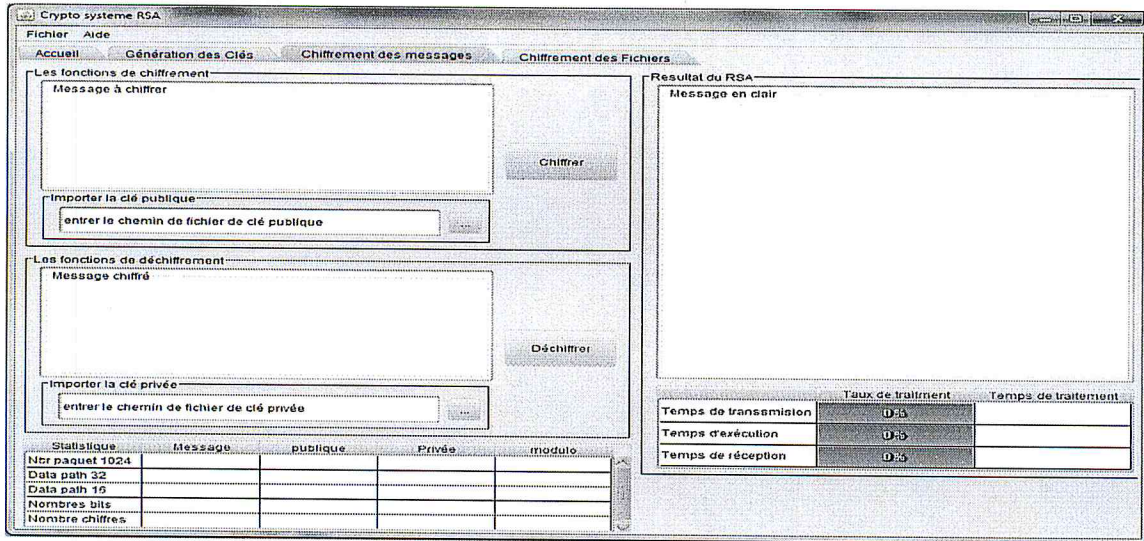 Crypto systeme RSA
Fichier Aide
Accueil Génération des Clés Chiffrement des messages Chiffrement des Fichiers
Les fonctions de chiffrement
Message à chiffrer
Chiffrer
Importer la clé publique
entrer le chemin de fichier de clé publique
...
Les fonctions de déchiffrement
Message chiffré
Déchiffrer
Importer la clé privée
entrer le chemin de fichier de clé privée
...
Statistique Message publique Privée modulo
Nbr paquet 1024
Data path 32
Data path 16
Nombres bits
Nombre chiffres
Resultat du RSA
Message en clair
Taux de traitment Temps de traitement
Temps de transsmision 0%
Temps d'exécution 0%
Temps de réception 0%